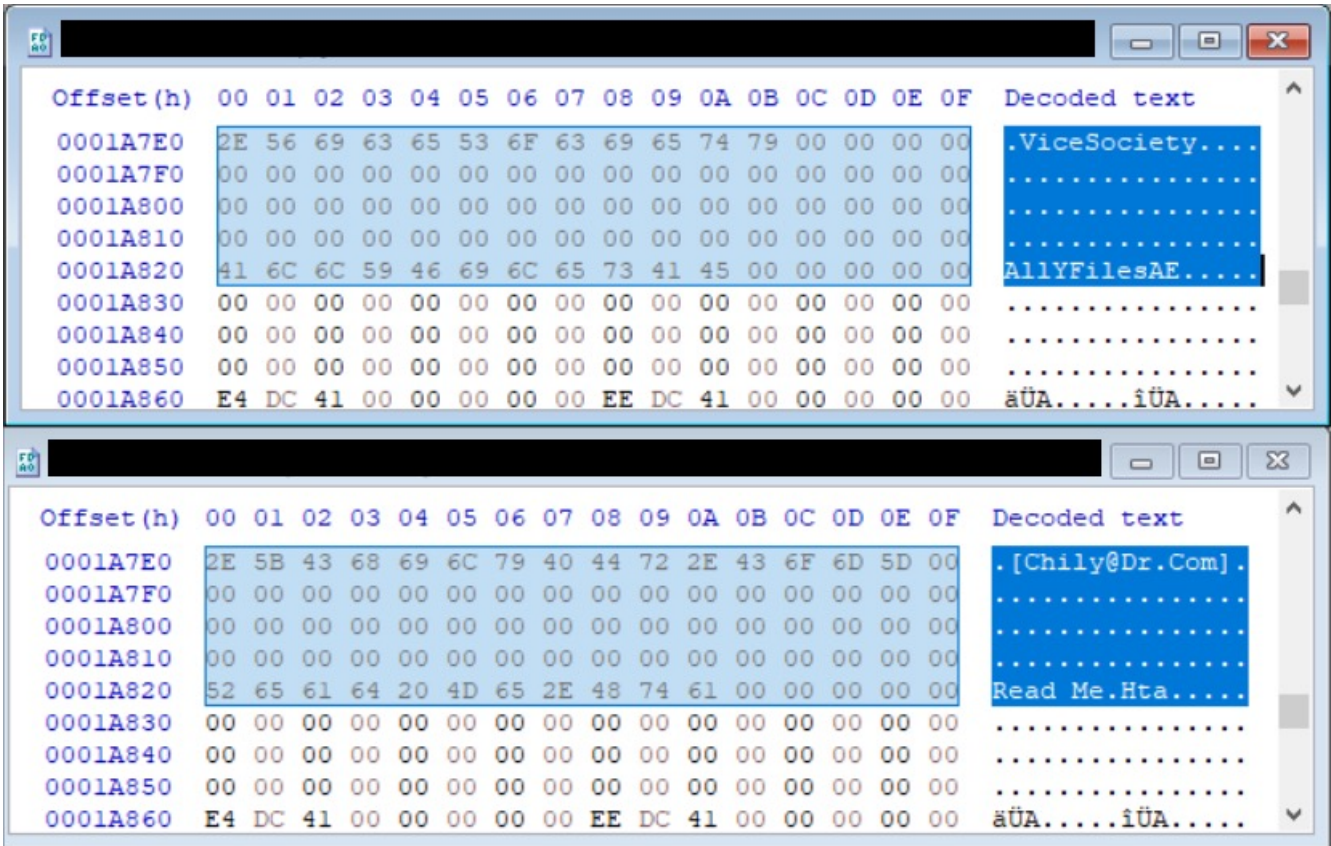 Offset(h) 00 01 02 03 04 05 06 07 08 09 0A 0B 0C 0D 0E 0F Decoded text
0001A7E0 2E 56 69 63 65 53 6F 63 69 65 74 79 00 00 00 00 .ViceSociety....
0001A7F0 00 00 00 00 00 00 00 00 00 00 00 00 00 00 00 00 ................
0001A800 00 00 00 00 00 00 00 00 00 00 00 00 00 00 00 00 ................
0001A810 00 00 00 00 00 00 00 00 00 00 00 00 00 00 00 00 ................
0001A820 41 6C 6C 59 46 69 6C 65 73 41 45 00 00 00 00 00 AllYFilesAE.....
0001A830 00 00 00 00 00 00 00 00 00 00 00 00 00 00 00 00 ................
0001A840 00 00 00 00 00 00 00 00 00 00 00 00 00 00 00 00 ................
0001A850 00 00 00 00 00 00 00 00 00 00 00 00 00 00 00 00 ................
0001A860 E4 DC 41 00 00 00 00 00 EE DC 41 00 00 00 00 00 äÜA.....îÜA.....
Offset(h) 00 01 02 03 04 05 06 07 08 09 0A 0B 0C 0D 0E 0F Decoded text
0001A7E0 2E 5B 43 68 69 6C 79 40 44 72 2E 43 6F 6D 5D 00 .[Chily@Dr.Com].
0001A7F0 00 00 00 00 00 00 00 00 00 00 00 00 00 00 00 00 ................
0001A800 00 00 00 00 00 00 00 00 00 00 00 00 00 00 00 00 ................
0001A810 00 00 00 00 00 00 00 00 00 00 00 00 00 00 00 00 ................
0001A820 52 65 61 64 20 4D 65 2E 48 74 61 00 00 00 00 00 Read Me.Hta.....
0001A830 00 00 00 00 00 00 00 00 00 00 00 00 00 00 00 00 ................
0001A840 00 00 00 00 00 00 00 00 00 00 00 00 00 00 00 00 ................
0001A850 00 00 00 00 00 00 00 00 00 00 00 00 00 00 00 00 ................
0001A860 E4 DC 41 00 00 00 00 00 EE DC 41 00 00 00 00 00 äÜA.....îÜA.....